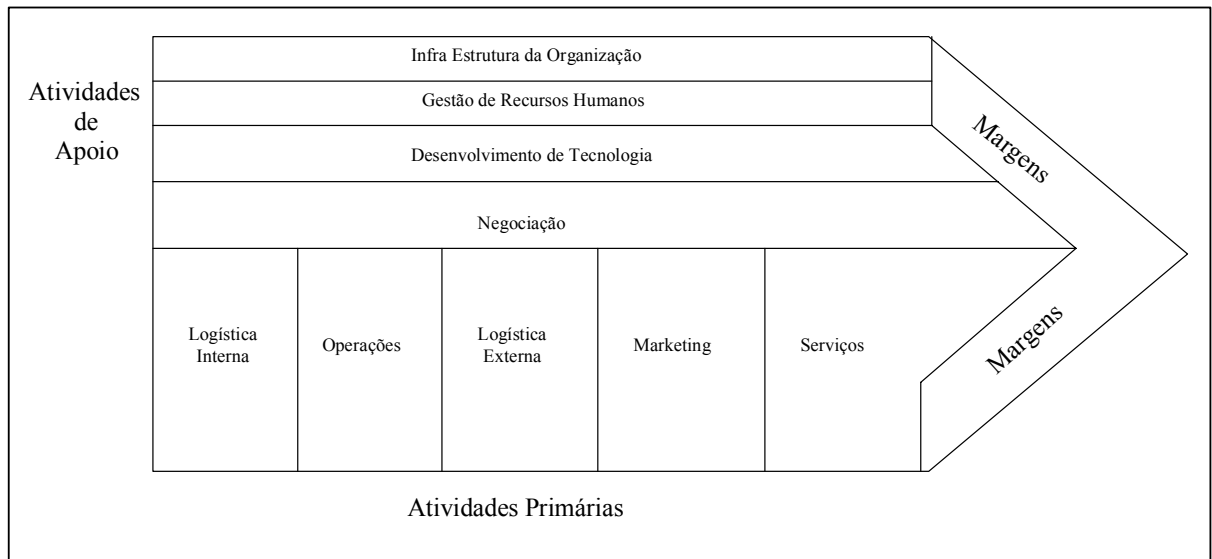 Infra Estrutura da Organização
Atividades
de
Apoio
Gestão de Recursos Humanos
Desenvolvimento de Tecnologia
Negociação
Margens
Logística
Interna
Operações
Logística
Externa
Marketing
Serviços
Margens
Atividades Primárias